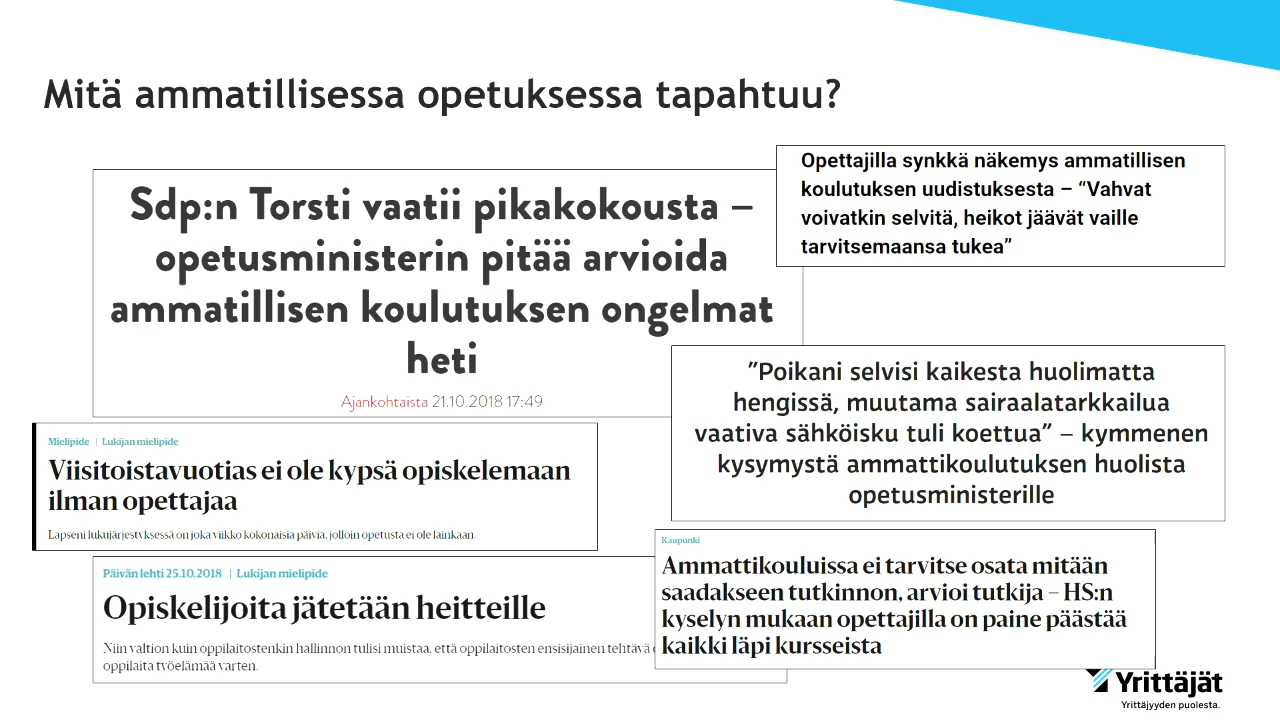 Mitä ammatillisessa opetuksessa tapahtuu?
Opettajilla synkkä näkemys ammatillisen
koulutuksen uudistuksesta – “Vahvat
voivatkin selvitä, heikot jäävät vaille
tarvitsemaansa tukea”
Sdp:n Torsti vaatii pikakokousta –
opetusministerin pitää arvioida
ammatillisen koulutuksen ongelmat
heti
Ajankohtaista 21.10.2018 17:49
”Poikani selvisi kaikesta huolimatta
hengissä, muutama sairaalatarkkailua
vaativa sähköisku tuli koettua” – kymmenen
kysymystä ammattikoulutuksen huolista
opetusministerille
Mielipide | Lukijan mielipide
Viisitoistavuotias ei ole kypsä opiskelemaan
ilman opettajaa
Lapseni lukujärjestyksessä on joka viikko kokonaisia päiviä, jolloin opetusta ei ole lainkaan.
Päivän lehti 25.10.2018 | Lukijan mielipide
Opiskelijoita jätetään heitteille
Niin valtion kuin oppilaitostenkin hallinnon tulisi muistaa, että oppilaitosten ensisijainen tehtävä
oppilaita työelämää varten.
Kaupunki
Ammattikouluissa ei tarvitse osata mitään
saadakseen tutkinnon, arvioi tutkija – HS:n
kyselyn mukaan opettajilla on paine päästää
kaikki läpi kursseista
Yrittäjät
Yrittäjyyden puolesta.